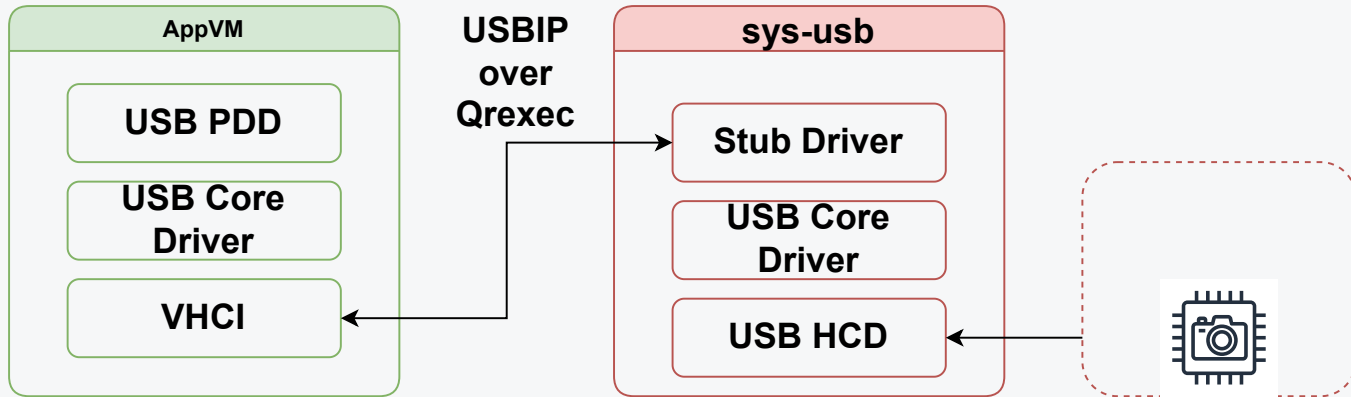 AppVM
USB PDD
USB Core
Driver
VHCI
USBIP
over
Qrexec
sys-usb
Stub Driver
USB Core
Driver
USB HCD